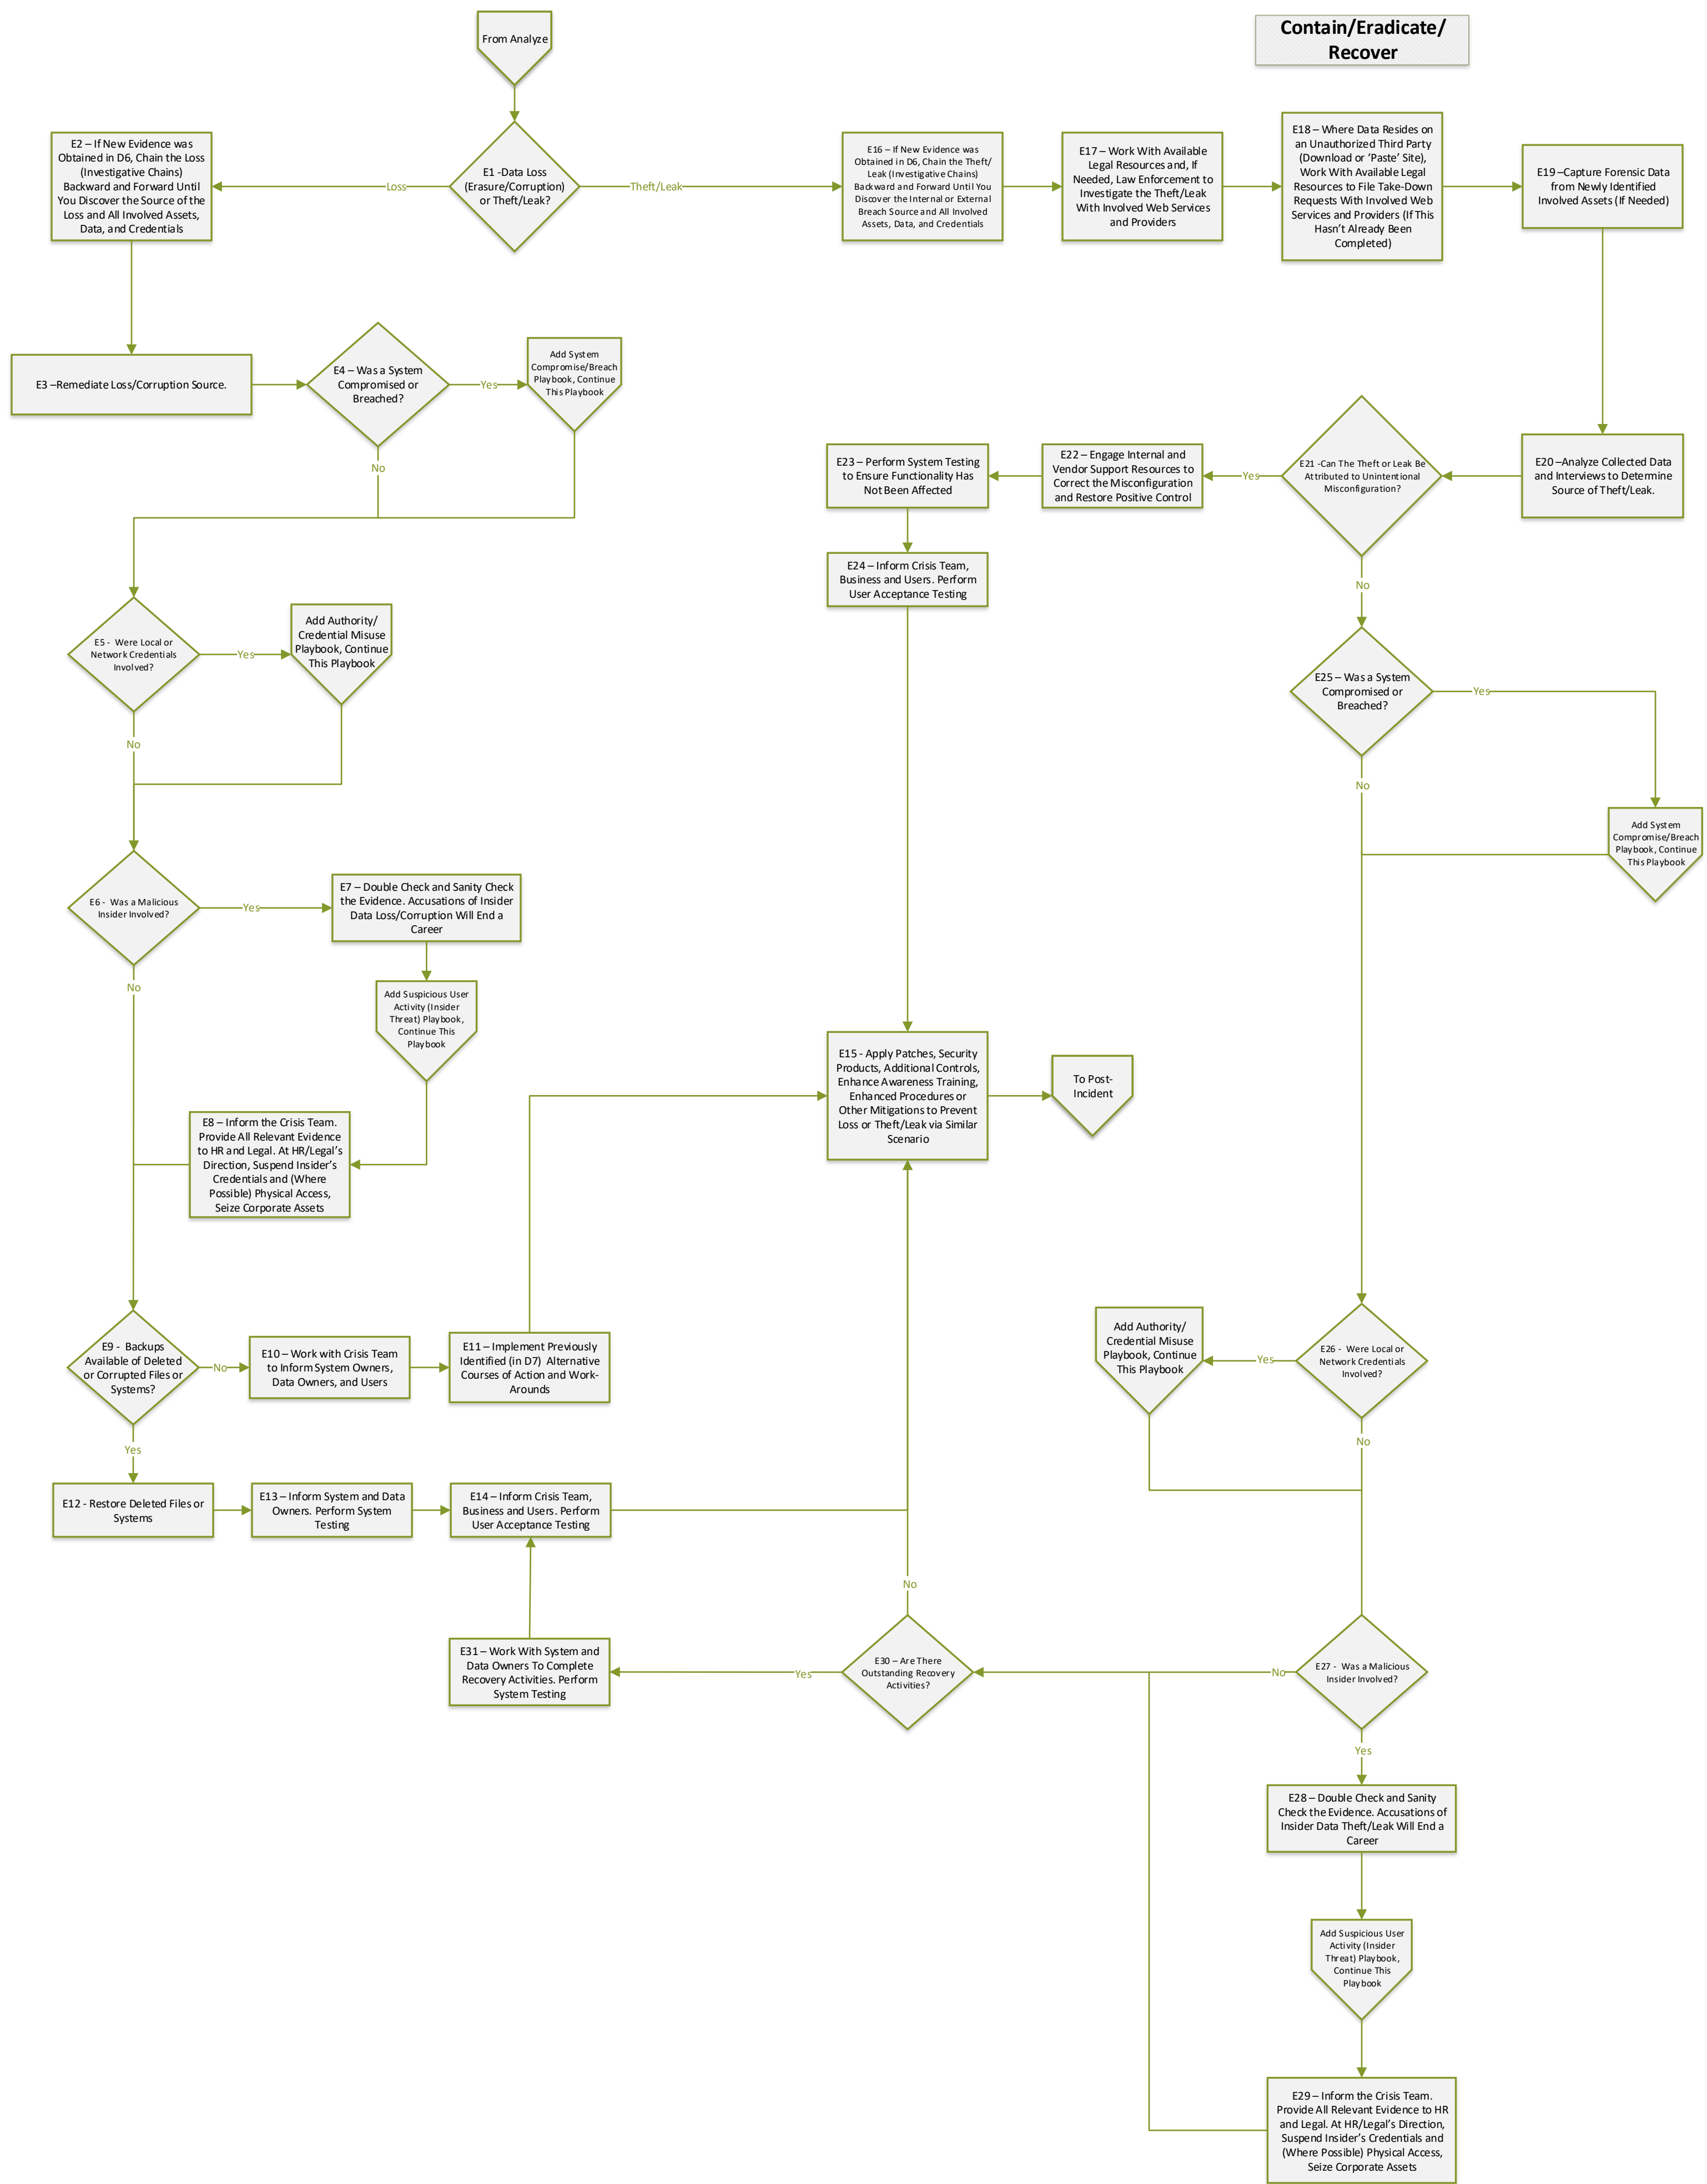 From Analyze
Contain/Eradicate/
Recover
E2 – If New Evidence was
Obtained in D6, Chain the Loss
(Investigative Chains)
Backward and Forward Until
You Discover the Source of the
Loss and All Involved Assets,
Data, and Credentials
Loss
E1 -Data Loss
(Erasure/Corruption)
or Theft/Leak?
Theft/Leak
E16 – If New Evidence was
Obtained in D6, Chain the Theft/
Leak (Investigative Chains)
Backward and Forward Until You
Discover the Internal or External
Breach Source and All Involved
Assets, Data, and Credentials
E17 – Work With Available
Legal Resources and, If
Needed, Law Enforcement to
Investigate the Theft/Leak
With Involved Web Services
and Providers
E18 – Where Data Resides on
an Unauthorized Third Party
(Download or ‘Paste’ Site),
Work With Available Legal
Resources to File Take-Down
Requests With Involved Web
Services and Providers (If This
Hasn’t Already Been
Completed)
E19 –Capture Forensic Data
from Newly Identified
Involved Assets (If Needed)
E3 –Remediate Loss/Corruption Source.
E4 – Was a System
Compromised or
Breached?
Yes
Add System
Compromise/Breach
Playbook, Continue
This Playbook
No
E23 – Perform System Testing
to Ensure Functionality Has
Not Been Affected
E22 – Engage Internal and
Vendor Support Resources to
Correct the Misconfiguration
and Restore Positive Control
Yes
E21 -Can The Theft or Leak Be
Attributed to Unintentional
Misconfiguration?
E20 –Analyze Collected Data
and Interviews to Determine
Source of Theft/Leak.
No
E24 – Inform Crisis Team,
Business and Users. Perform
User Acceptance Testing
E5 -  Were Local or
Network Credentials
Involved?
Yes
Add Authority/
Credential Misuse
Playbook, Continue
This Playbook
No
E25 – Was a System
Compromised or
Breached?
Yes
No
Add System
Compromise/Breach
Playbook, Continue
This Playbook
E6 -  Was a Malicious
Insider Involved?
Yes
E7 – Double Check and Sanity Check
the Evidence. Accusations of Insider
Data Loss/Corruption Will End a
Career
No
Add Suspicious User
Activity (Insider
Threat) Playbook,
Continue This
Playbook
E8 – Inform the Crisis Team.
Provide All Relevant Evidence
to HR and Legal. At HR/Legal’s
Direction, Suspend Insider’s
Credentials and (Where
Possible) Physical Access,
Seize Corporate Assets
E15 - Apply Patches, Security
Products, Additional Controls,
Enhance Awareness Training,
Enhanced Procedures or
Other Mitigations to Prevent
Loss or Theft/Leak via Similar
Scenario
To Post-
Incident
E9 -  Backups
Available of Deleted
or Corrupted Files or
Systems?
No
E10 – Work with Crisis Team
to Inform System Owners,
Data Owners, and Users
E11 – Implement Previously
Identified (in D7)  Alternative
Courses of Action and Work-
Arounds
Add Authority/
Credential Misuse
Playbook, Continue
This Playbook
Yes
E26 -  Were Local or
Network Credentials
Involved?
No
Yes
E12 - Restore Deleted Files or
Systems
E13 – Inform System and Data
Owners. Perform System
Testing
E14 – Inform Crisis Team,
Business and Users. Perform
User Acceptance Testing
No
E31 – Work With System and
Data Owners To Complete
Recovery Activities. Perform
System Testing
Yes
E30 – Are There
Outstanding Recovery
Activities?
No
E27 -  Was a Malicious
Insider Involved?
Yes
E28 – Double Check and Sanity
Check the Evidence. Accusations of
Insider Data Theft/Leak Will End a
Career
Add Suspicious User
Activity (Insider
Threat) Playbook,
Continue This
Playbook
E29 – Inform the Crisis Team.
Provide All Relevant Evidence to HR
and Legal. At HR/Legal’s Direction,
Suspend Insider’s Credentials and
(Where Possible) Physical Access,
Seize Corporate Assets